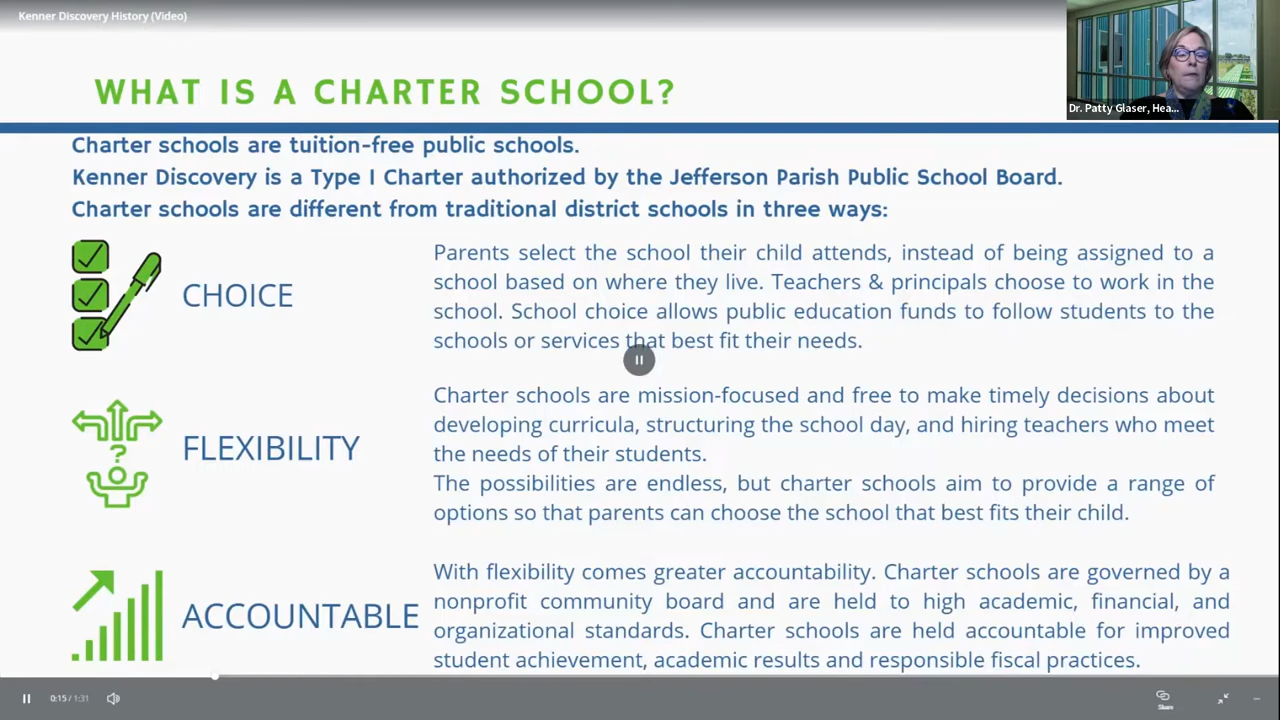 Kenner Discovery History (Video)
WHAT IS A CHARTER SCHOOL?
Dr. Patty Glaser, Hea...
Charter schools are tuition-free public schools.
Kenner Discovery is a Type I Charter authorized by the Jefferson Parish Public School Board.
Charter schools are different from traditional district schools in three ways:
CHOICE
Parents select the school their child attends, instead of being assigned to a
school based on where they live. Teachers & principals choose to work in the
school. School choice allows public education funds to follow students to the
schools or services that best fit their needs.
FLEXIBILITY
Charter schools are mission-focused and free to make timely decisions about
developing curricula, structuring the school day, and hiring teachers who meet
the needs of their students.
The possibilities are endless, but charter schools aim to provide a range of
options so that parents can choose the school that best fits their child.
ACCOUNTABLE
With flexibility comes greater accountability. Charter schools are governed by a
nonprofit community board and are held to high academic, financial, and
organizational standards. Charter schools are held accountable for improved
student achievement, academic results and responsible fiscal practices.
0:15 / 1:31
Share